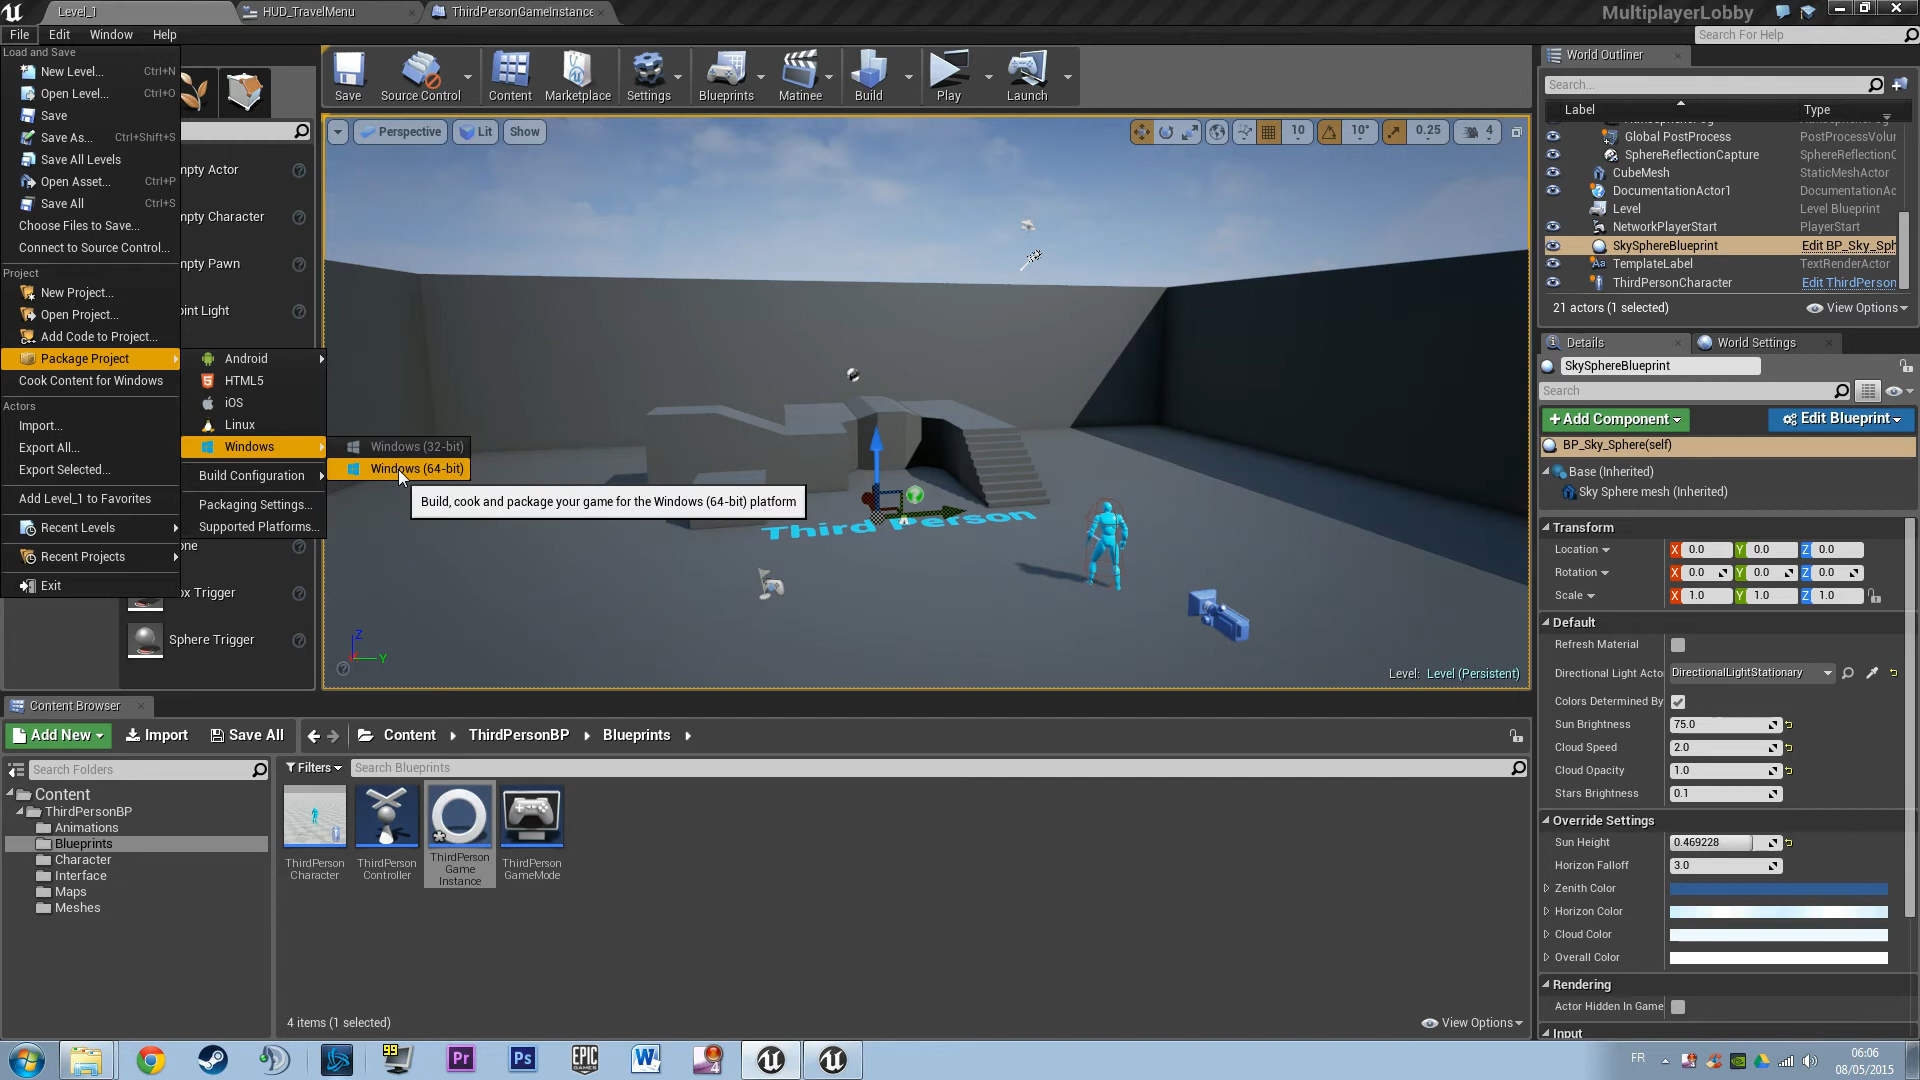 Level_1
HUD_TravelMenu
ThirdPersonGameInstance
MultiplayerLobby
File Edit Window Help
Search For Help
Load and Save
New Level... Ctrl+N
Open Level... Ctrl+O
Save
Save As... Ctrl+Shift+S
Save All Levels
Open Asset... Ctrl+P
Save All Ctrl+S
Choose Files to Save...
Connect to Source Control...
Project
New Project...
Open Project...
Add Code to Project...
Package Project
Cook Content for Windows
Actors
Import...
Export All...
Export Selected...
Add Level_1 to Favorites
Recent Levels
Recent Projects
Exit
Android
HTML5
iOS
Linux
Windows
Build Configuration
Packaging Settings...
Supported Platforms...
Windows (32-bit)
Windows (64-bit)
Build, cook and package your game for the Windows (64-bit) platform
mpty Actor
mpty Character
mpty Pawn
oint Light
one
ox Trigger
Sphere Trigger
Save
Source Control
Content
Marketplace
Settings
Blueprints
Matinee
Build
Play
Launch
Perspective
Lit
Show
10
10°
0.25
4
Third Person
Z
Y
Level: Level (Persistent)
World Outliner
Search...
Label Type
Global PostProcess PostProcessVolur
SphereReflectionCapture SphereReflectionC
CubeMesh StaticMeshActor
DocumentationActor1 DocumentationAc
Level Level Blueprint
NetworkPlayerStart PlayerStart
SkySphereBlueprint Edit BP_Sky_Sph
TemplateLabel TextRenderActor
ThirdPersonCharacter Edit ThirdPerson
21 actors (1 selected)
View Options
Details
World Settings
SkySphereBlueprint
Search
+Add Component
Edit Blueprint
BP_Sky_Sphere(self)
Base (Inherited)
Sky Sphere mesh (Inherited)
Transform
Location X 0.0 Y 0.0 Z 0.0
Rotation X 0.0 Y 0.0 Z 0.0
Scale X 1.0 Y 1.0 Z 1.0
Default
Refresh Material
Directional Light Acto DirectionalLightStationary
Colors Determined By
Sun Brightness 75.0
Cloud Speed 2.0
Cloud Opacity 1.0
Stars Brightness 0.1
Override Settings
Sun Height 0.469228
Horizon Falloff 3.0
Zenith Color
Horizon Color
Cloud Color
Overall Color
Rendering
Actor Hidden In Game
Input
Content Browser
Add New
Import
Save All
Content ThirdPersonBP Blueprints
Search Folders
Filters
Search Blueprints
Content
ThirdPersonBP
Animations
Blueprints
Character
Interface
Maps
Meshes
ThirdPerson
Character
ThirdPerson
Controller
ThirdPerson
Game
Instance
ThirdPerson
GameMode
4 items (1 selected)
View Options
99
Pr
Ps
EPIC
GAMES
W
4
FR
06:06
08/05/2015